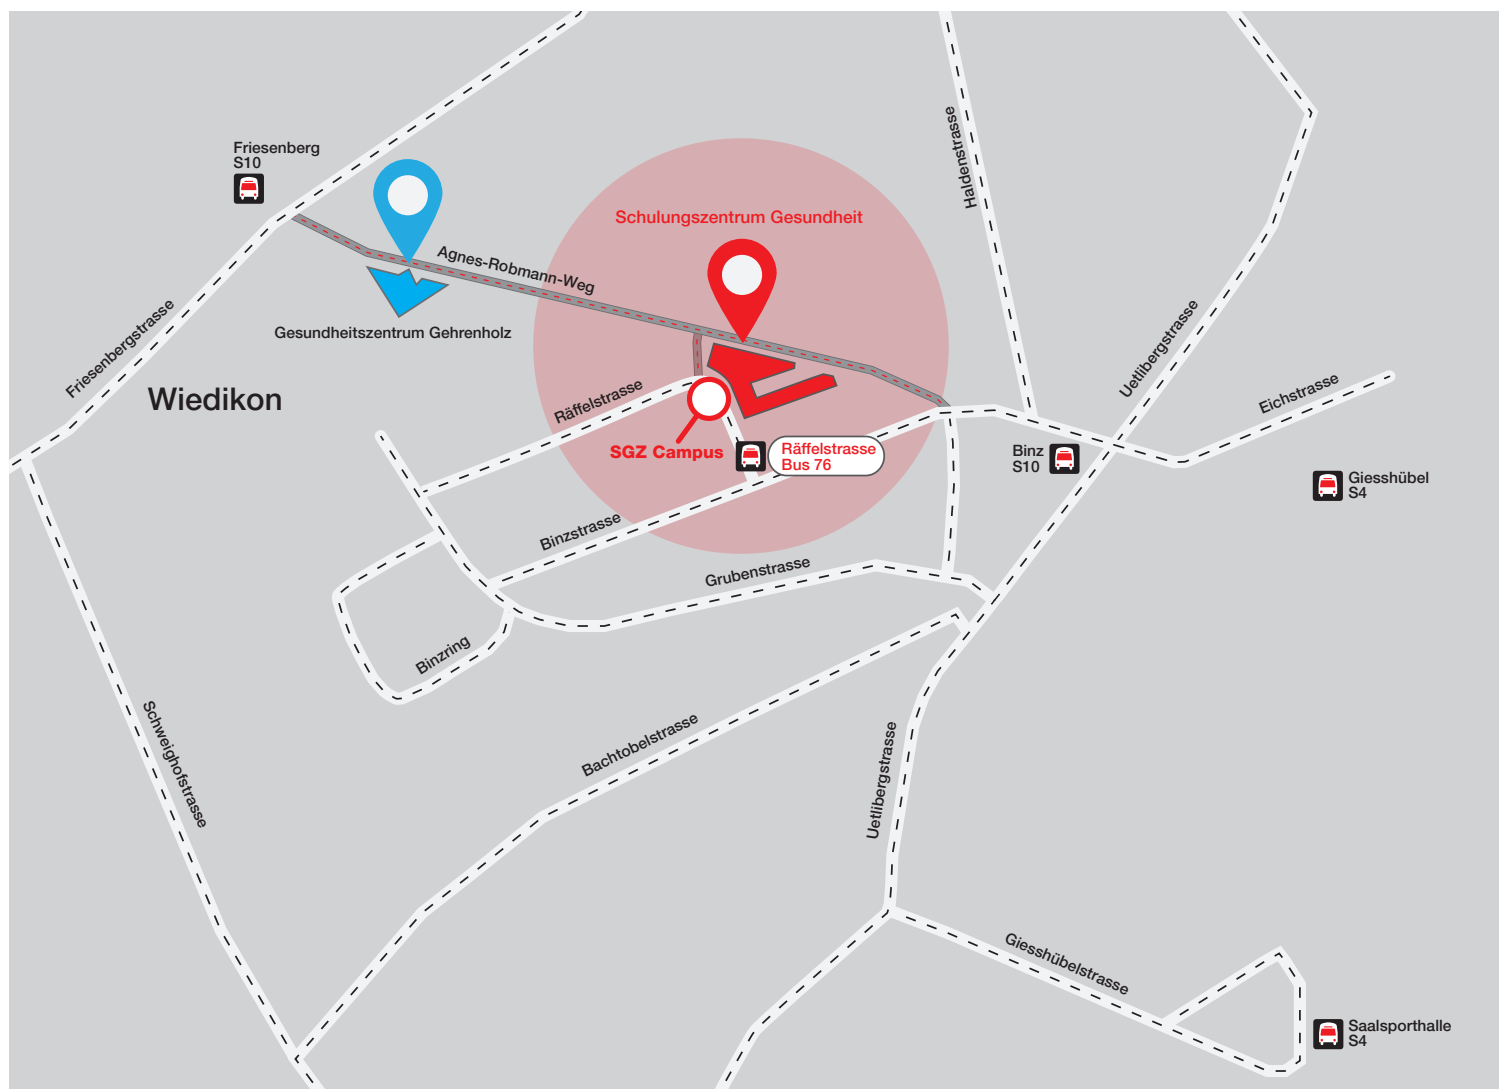 Friesenberg
S10
Haldenstrasse
Schulungszentrum Gesundheit
Agnes-Robmann-Weg
Gesundheitszentrum Gehrenholz
Friesenbergstrasse
Uetlibergstrasse
Wiedikon
Räffelstrasse
Eichstrasse
SGZ Campus
Räffelstrasse
Bus 76
Binz
S10
Giesshübel
S4
Binzstrasse
Grubenstrasse
Binzring
Schweighofstrasse
Bachtobelstrasse
Uetlibergstrasse
Giesshübelstrasse
Saalsporthalle
S4